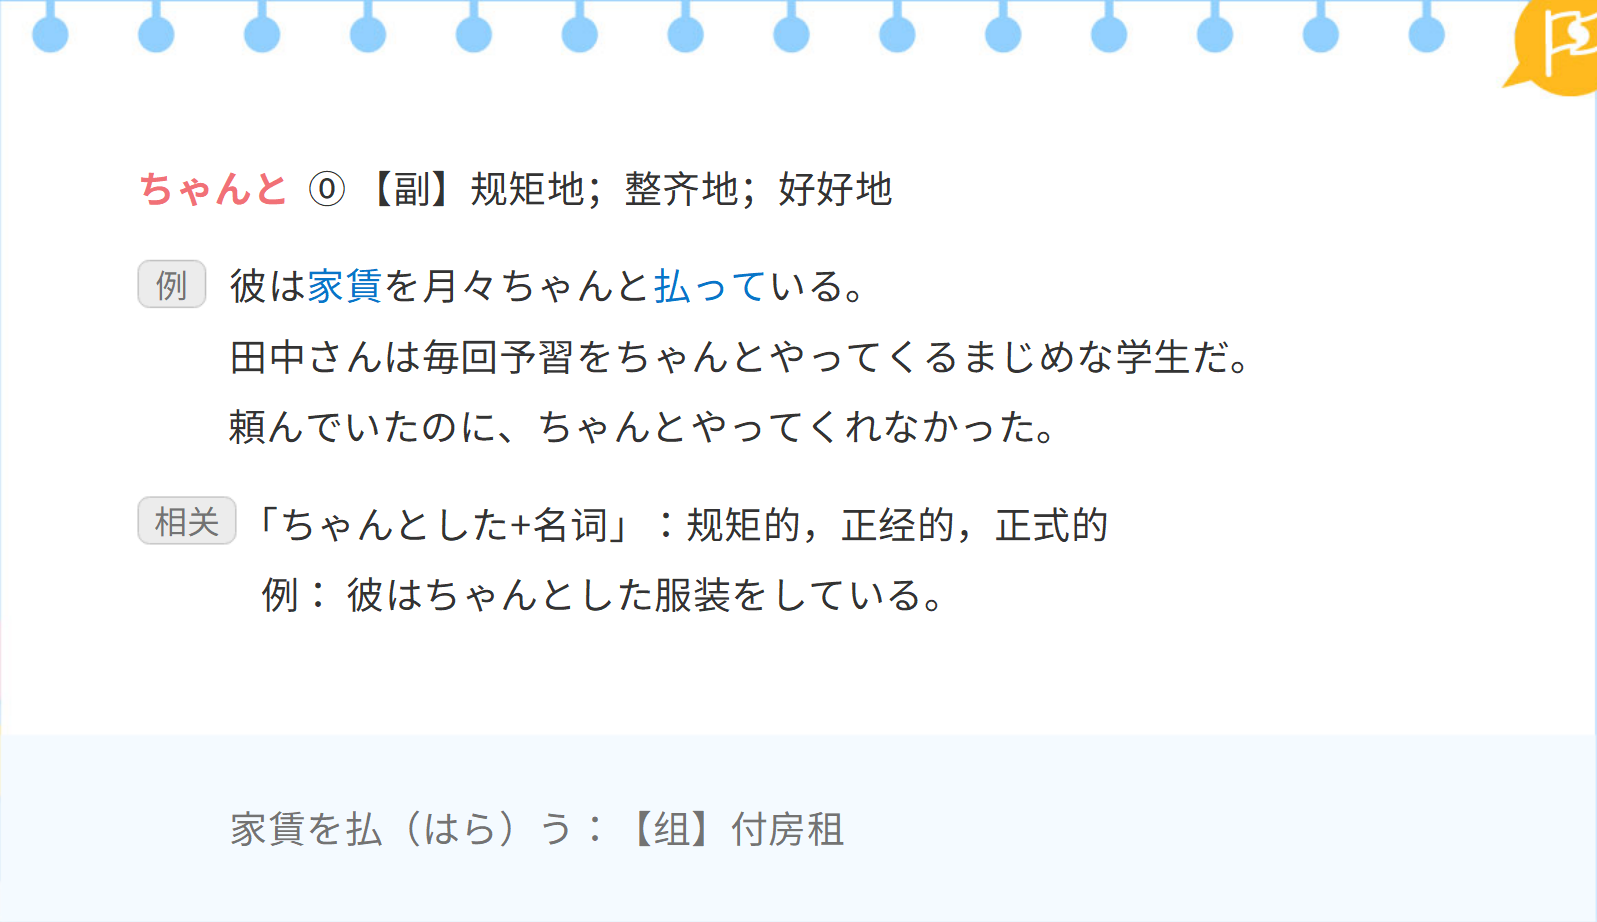 ちゃんと ⓪ 【副】规矩地；整齐地；好好地
例 彼は家賃を月々ちゃんと払っている。
田中さんは毎回予習をちゃんとやってくるまじめな学生だ。
頼んでいたのに、ちゃんとやってくれなかった。
相关 「ちゃんとした+名词」：规矩的，正经的，正式的
例： 彼はちゃんとした服装をしている。
家賃を払（はら）う：【组】付房租